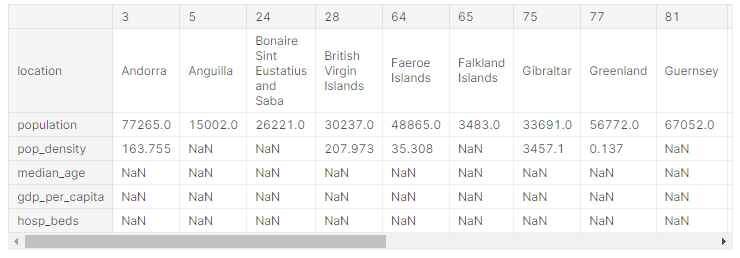 3 5 24 28 64 65 75 77 81
location Andorra Anguilla Bonaire Sint Eustatius and Saba British Virgin Islands Faeroe Islands Falkland Islands Gibraltar Greenland Guernsey
population 77265.0 15002.0 26221.0 30237.0 48865.0 3483.0 33691.0 56772.0 67052.0
pop_density 163.755 NaN NaN 207.973 35.308 NaN 3457.1 0.137 NaN
median_age NaN NaN NaN NaN NaN NaN NaN NaN NaN
gdp_per_capita NaN NaN NaN NaN NaN NaN NaN NaN NaN
hosp_beds NaN NaN NaN NaN NaN NaN NaN NaN NaN